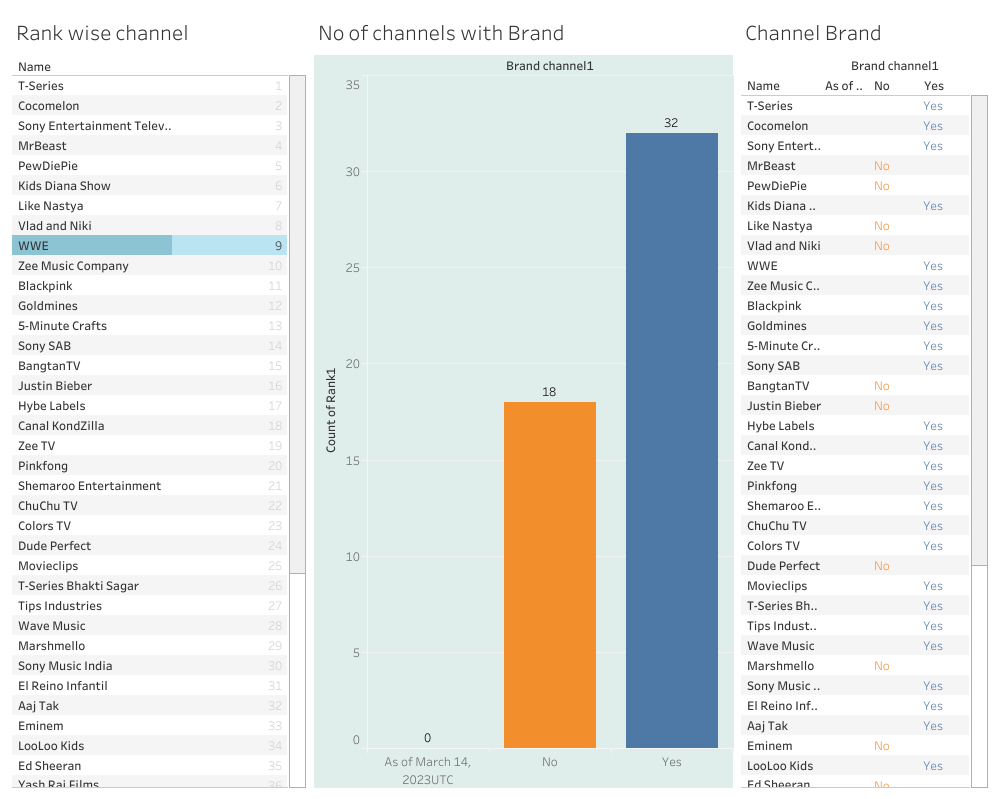 Rank wise channel
Name
T-Series 1
Cocomelon 2
Sony Entertainment Telev.. 3
MrBeast 4
PewDiePie 5
Kids Diana Show 6
Like Nastya 7
Vlad and Niki 8
WWE 9
Zee Music Company 10
Blackpink 11
Goldmines 12
5-Minute Crafts 13
Sony SAB 14
BangtanTV 15
Justin Bieber 16
Hybe Labels 17
Canal KondZilla 18
Zee TV 19
Pinkfong 20
Shemaroo Entertainment 21
ChuChu TV 22
Colors TV 23
Dude Perfect 24
Movieclips 25
T-Series Bhakti Sagar 26
Tips Industries 27
Wave Music 28
Marshmello 29
Sony Music India 30
El Reino Infantil 31
Aaj Tak 32
Eminem 33
LooLoo Kids 34
Ed Sheeran 35
Yash Raj Films 36
No of channels with Brand
Brand channel1
35
30
25
20
15
10
5
0
Count of Rank1
0
18
32
As of March 14,
2023UTC
No
Yes
Channel Brand
Brand channel1
Name As of .. No Yes
T-Series Yes
Cocomelon Yes
Sony Entert.. Yes
MrBeast No
PewDiePie No
Kids Diana .. Yes
Like Nastya No
Vlad and Niki No
WWE Yes
Zee Music C.. Yes
Blackpink Yes
Goldmines Yes
5-Minute Cr.. Yes
Sony SAB Yes
BangtanTV No
Justin Bieber No
Hybe Labels Yes
Canal Kond.. Yes
Zee TV Yes
Pinkfong Yes
Shemaroo E.. Yes
ChuChu TV Yes
Colors TV Yes
Dude Perfect No
Movieclips Yes
T-Series Bh.. Yes
Tips Indust.. Yes
Wave Music Yes
Marshmello No
Sony Music .. Yes
El Reino Inf.. Yes
Aaj Tak Yes
Eminem No
LooLoo Kids Yes
Ed Sheeran No